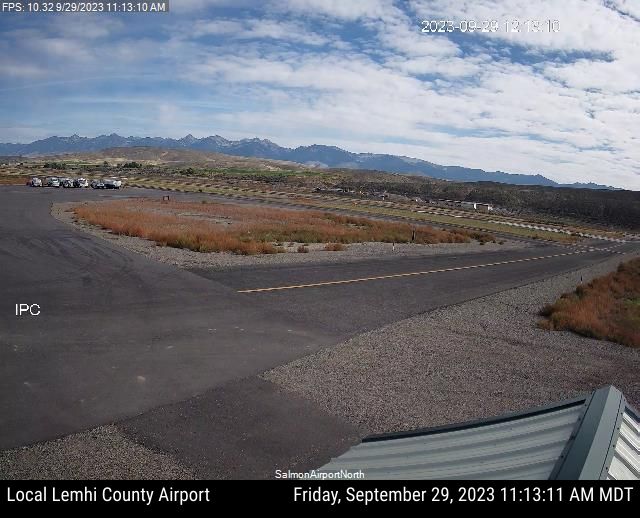 FPS: 10.32 9/29/2023 11:13:10 AM
2023-09-29 12:13:10
IPC
SalmonAirportNorth
Local Lemhi County Airport
Friday, September 29, 2023 11:13:11 AM MDT